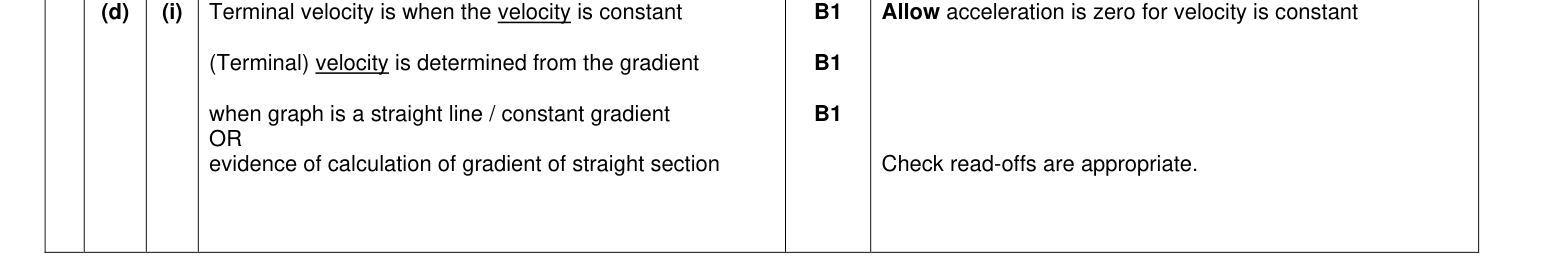 (d) (i) Terminal velocity is when the velocity is constant B1 Allow acceleration is zero for velocity is constant
(Terminal) velocity is determined from the gradient B1
when graph is a straight line / constant gradient B1
OR
evidence of calculation of gradient of straight section Check read-offs are appropriate.